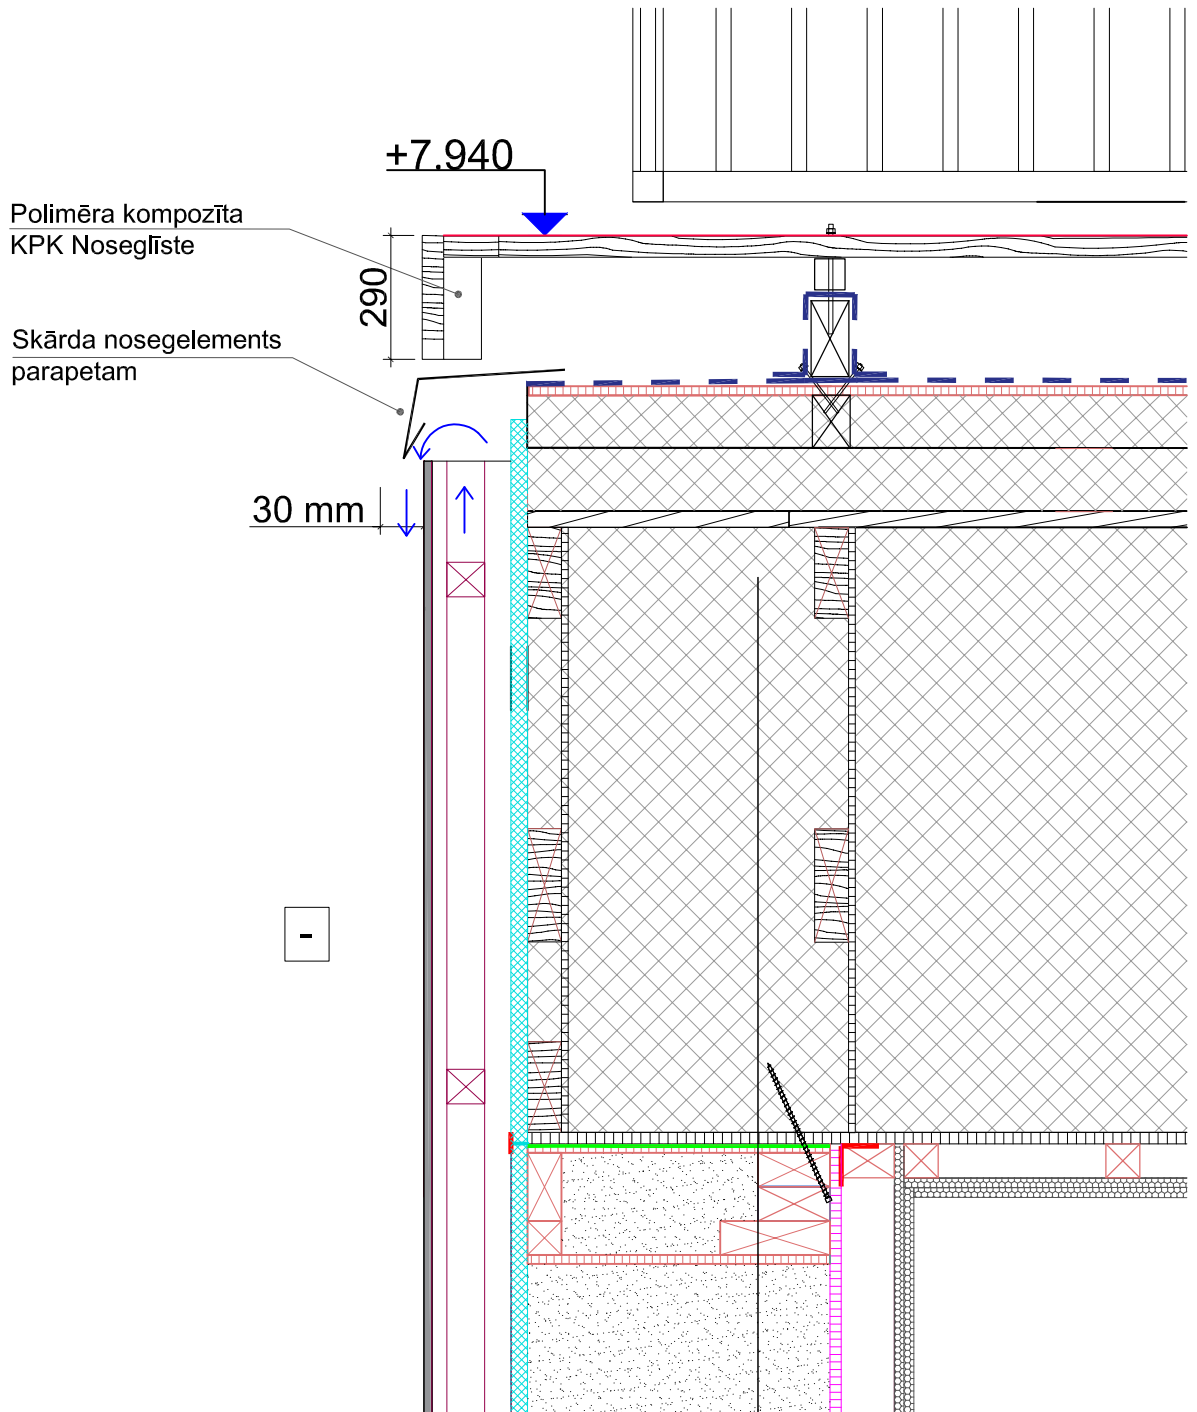 +7.940
Polimēra kompozīta
KPK Noseglīste
290
Skārda nosegelements
parapetam
30 mm
-